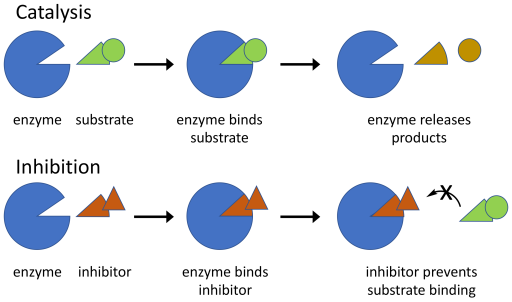 Catalysis
enzyme
substrate
enzyme binds
substrate
enzyme releases
products
Inhibition
X
enzyme
inhibitor
enzyme binds
inhibitor
inhibitor prevents
substrate binding